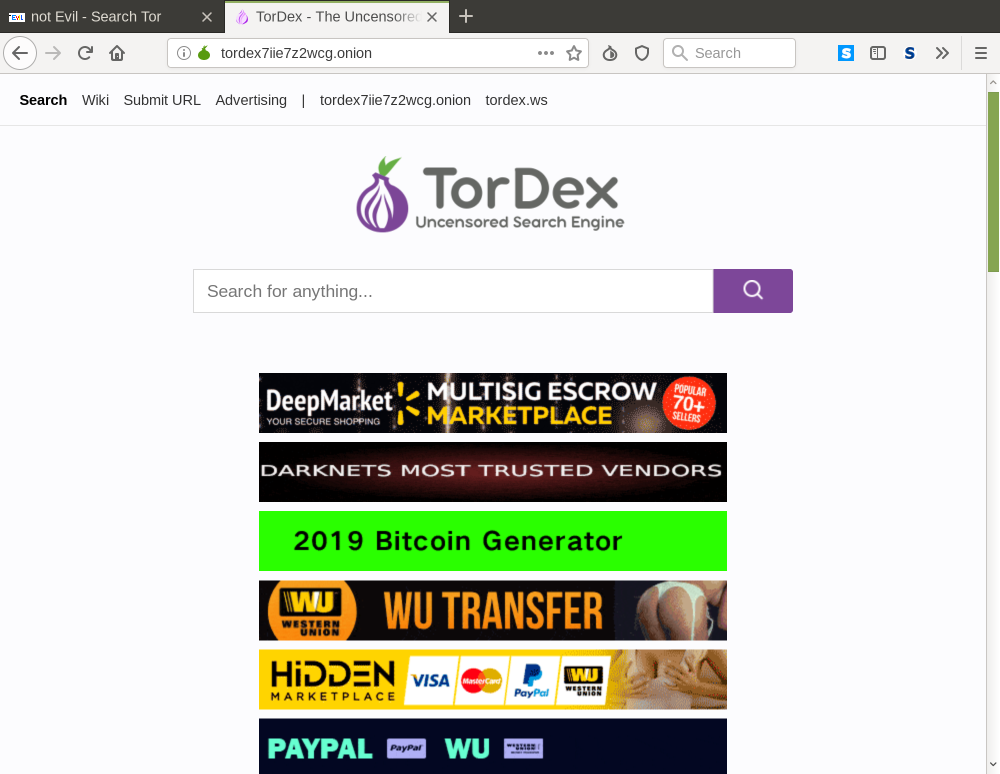 EVIL not Evil - Search Tor
TorDex - The Uncensored
tordex7iie7z2wcg.onion
Search
S
S
Search Wiki Submit URL Advertising | tordex7iie7z2wcg.onion tordex.ws
TorDex
Uncensored Search Engine
Search for anything...
DeepMarket
YOUR SECURE SHOPPING
MULTISIG ESCROW
MARKETPLACE
POPULAR
70+
SELLERS
DARKNETS MOST TRUSTED VENDORS
2019 Bitcoin Generator
WU
WESTERN
UNION
WU TRANSFER
HiDDEN
MARKETPLACE
VISA
MasterCard
PayPal
WU
WESTERN
UNION
PAYPAL PayPal WU WESTERN
UNION